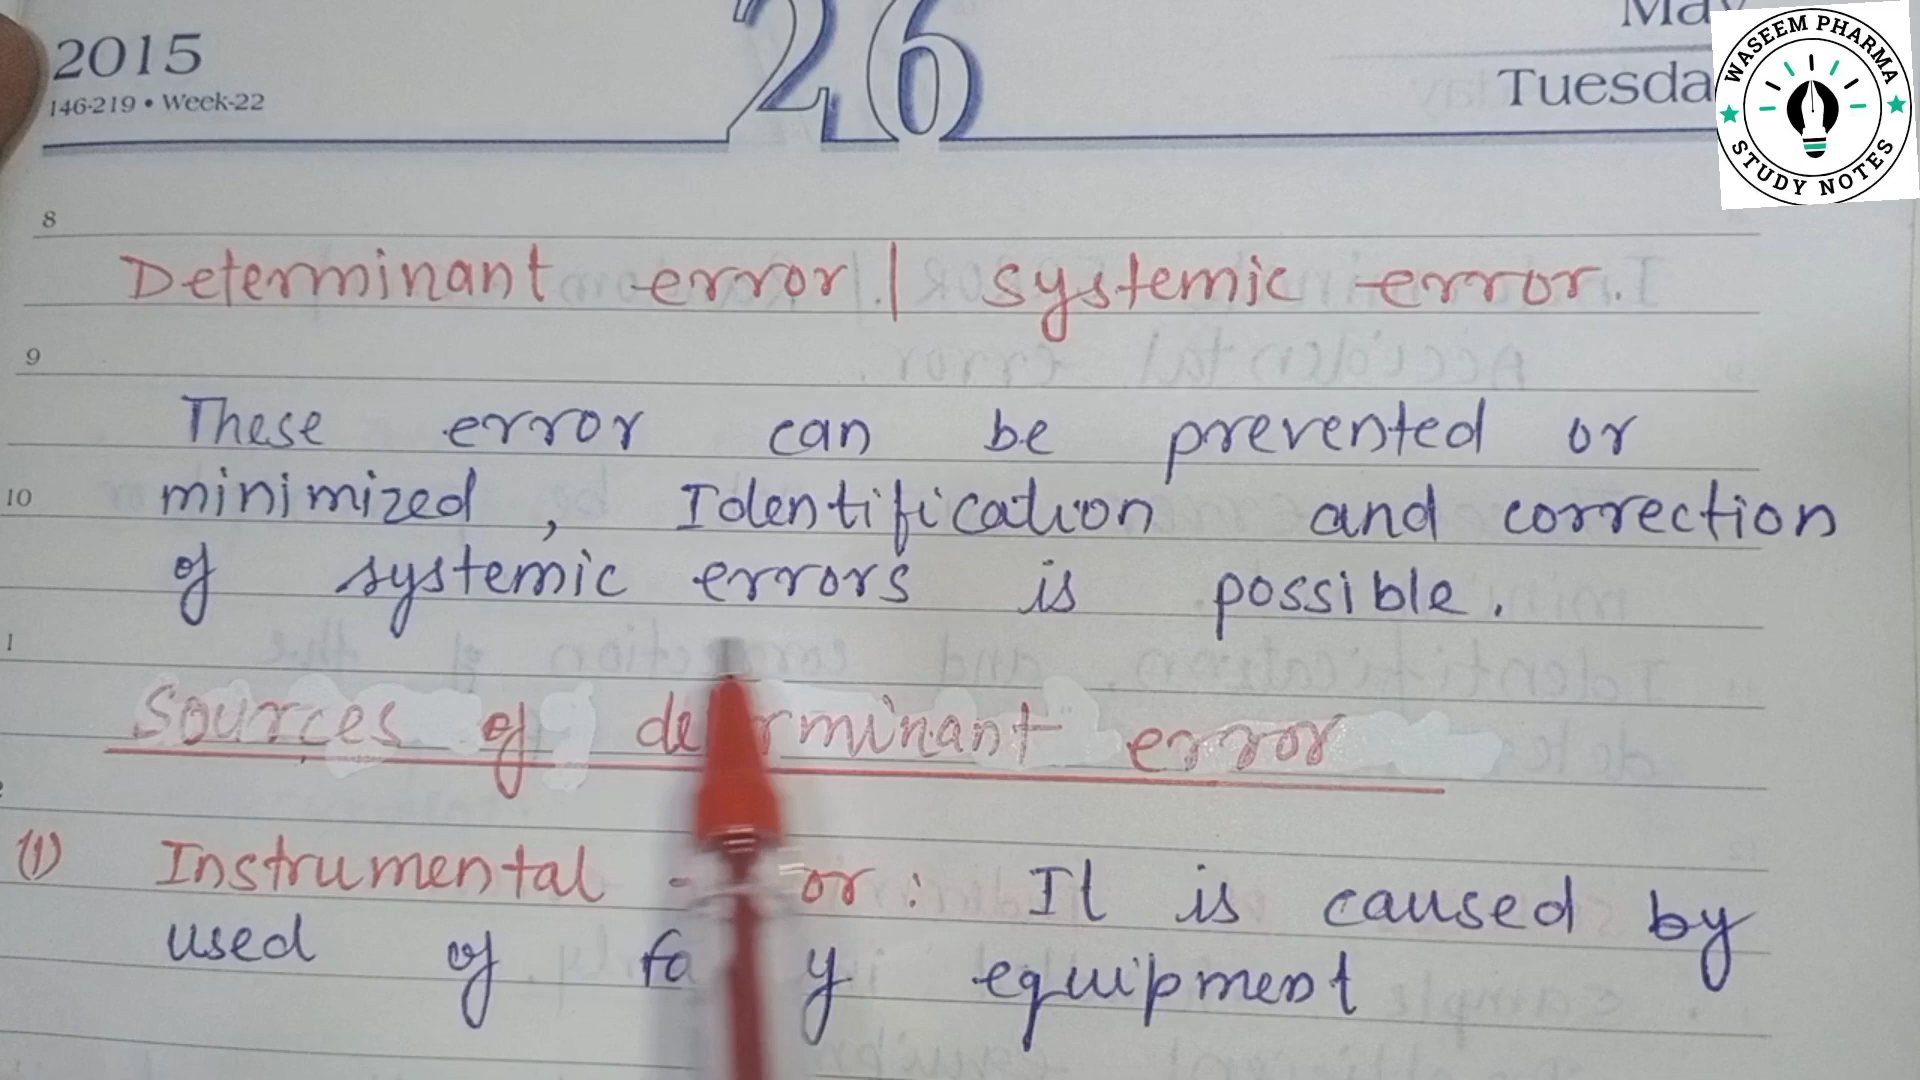 2015
146-219 • Week-22
26
Tuesda
WASEEM PHARMA
STUDY NOTES
8
Determinant error | systemic error.
9
These error can be prevented or
10
minimized, Identification and correction
of systemic errors is possible.
1
Sources of determinant error
(1) Instrumental or : It is caused by
used of equipment